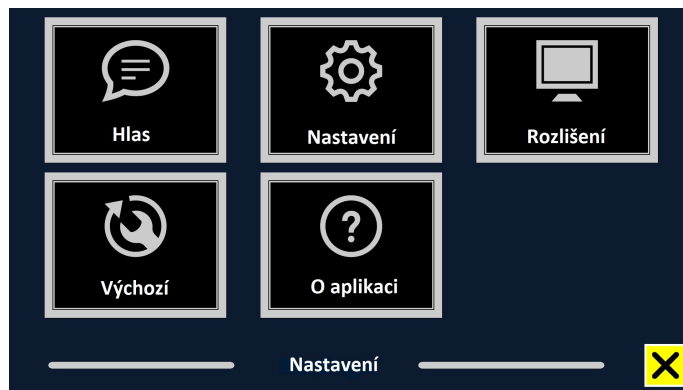 Hlas
Nastavení
Rozlišení
Výchozí
O aplikaci
Nastavení